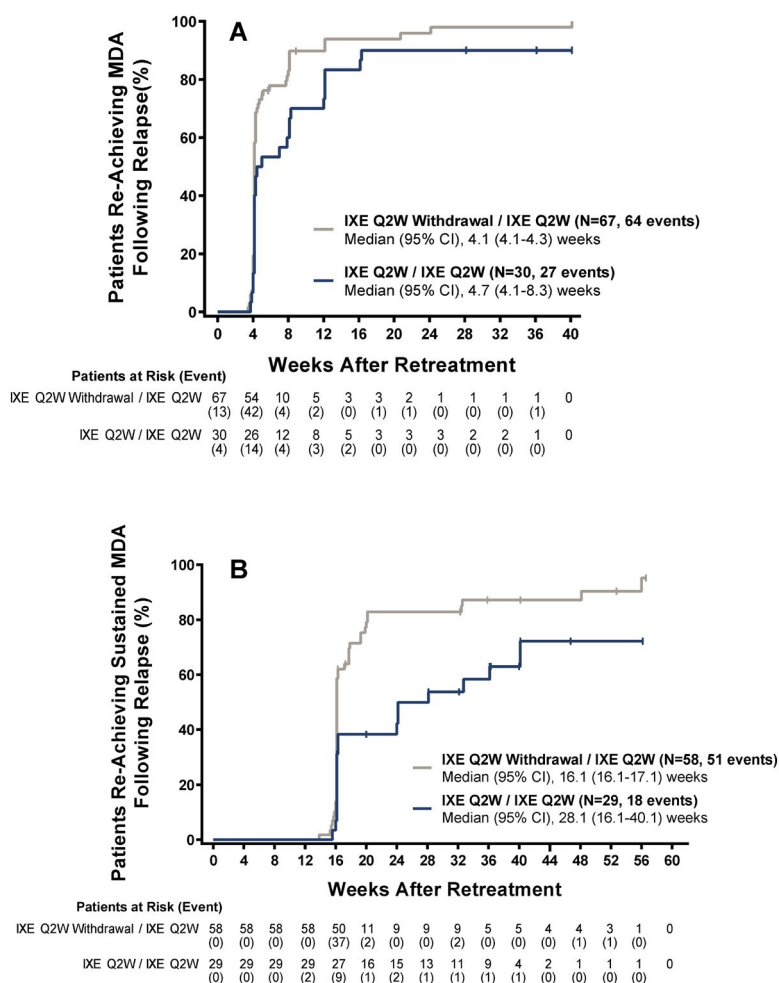 A
Patients Re-Achieving MDA
Following Relapse(%)
100
80
60
40
20
0
IXE Q2W Withdrawal / IXE Q2W (N=67, 64 events)
Median (95% CI), 4.1 (4.1-4.3) weeks
IXE Q2W / IXE Q2W (N=30, 27 events)
Median (95% CI), 4.7 (4.1-8.3) weeks
0 4 8 12 16 20 24 28 32 36 40
Weeks After Retreatment
Patients at Risk (Event)
IXE Q2W Withdrawal / IXE Q2W 67 54 10 5 3 3 2 1 1 1 1 0
(13) (42) (4) (2) (0) (1) (1) (0) (0) (0) (1)
IXE Q2W / IXE Q2W 30 26 12 8 5 3 3 3 2 2 1 0
(4) (14) (4) (3) (2) (0) (0) (0) (0) (0) (0)
B
Patients Re-Achieving Sustained MDA
Following Relapse (%)
100
80
60
40
20
0
IXE Q2W Withdrawal / IXE Q2W (N=58, 51 events)
Median (95% CI), 16.1 (16.1-17.1) weeks
IXE Q2W / IXE Q2W (N=29, 18 events)
Median (95% CI), 28.1 (16.1-40.1) weeks
0 4 8 12 16 20 24 28 32 36 40 44 48 52 56 60
Weeks After Retreatment
Patients at Risk (Event)
IXE Q2W Withdrawal / IXE Q2W 58 58 58 58 50 11 9 9 9 5 5 4 4 3 1 0
(0) (0) (0) (0) (37) (2) (0) (0) (2) (0) (0) (0) (1) (1) (0)
IXE Q2W / IXE Q2W 29 29 29 29 27 16 15 13 11 9 4 2 1 1 1 0
(0) (0) (0) (0) (9) (1) (2) (1) (1) (1) (1) (0) (0) (0) (0)